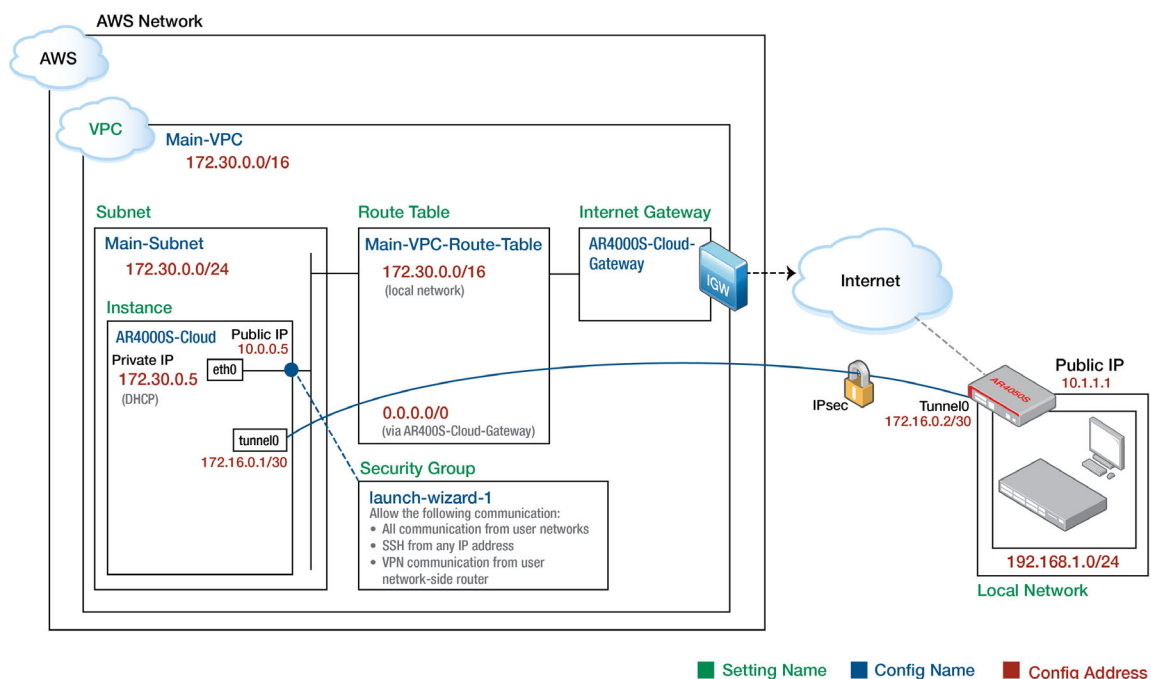 AWS Network
AWS
VPC
Main-VPC
172.30.0.0/16
Subnet
Main-Subnet
172.30.0.0/24
Instance
AR4000S-Cloud
Public IP
10.0.0.5
Private IP
172.30.0.5
(DHCP)
eth0
tunnel0
172.16.0.1/30
Route Table
Main-VPC-Route-Table
172.30.0.0/16
(local network)
0.0.0.0/0
(via AR400S-Cloud-Gateway)
Security Group
launch-wizard-1
Allow the following communication:
• All communication from user networks
• SSH from any IP address
• VPN communication from user
network-side router
Internet Gateway
AR4000S-Cloud-
Gateway
IGW
Internet
IPsec
Public IP
10.1.1.1
AR4050S
Tunnel0
172.16.0.2/30
192.168.1.0/24
Local Network
Setting Name
Config Name
Config Address